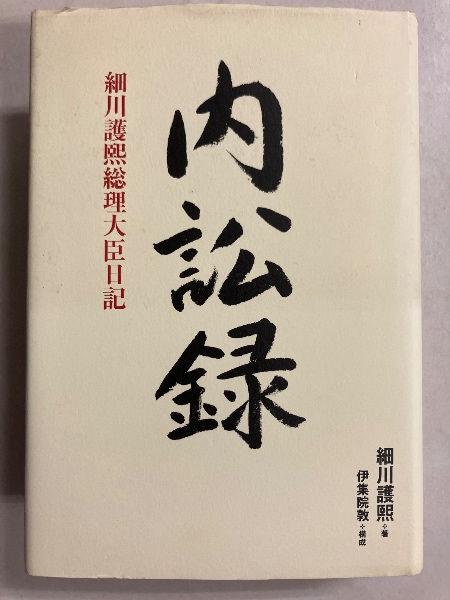 内訟録
細川護熙総理大臣日記
細川護熙❖著
伊集院敦❖構成